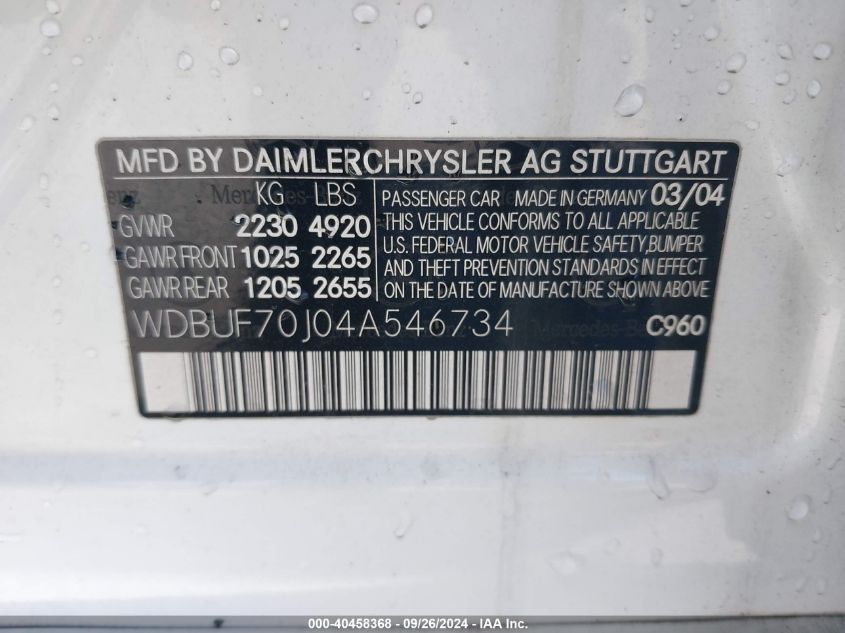 MFD BY DAIMLERCHRYSLER AG STUTTGART
KG LBS
GVWR 2230 4920
GAWR FRONT 1025 2265
GAWR REAR 1205 2655
PASSENGER CAR MADE IN GERMANY 03/04
THIS VEHICLE CONFORMS TO ALL APPLICABLE
U.S. FEDERAL MOTOR VEHICLE SAFETY, BUMPER
AND THEFT PREVENTION STANDARDS IN EFFECT
ON THE DATE OF MANUFACTURE SHOWN ABOVE
WDBUF70J04A546734 C960
000-40458368 - 09/26/2024 - IAA Inc.